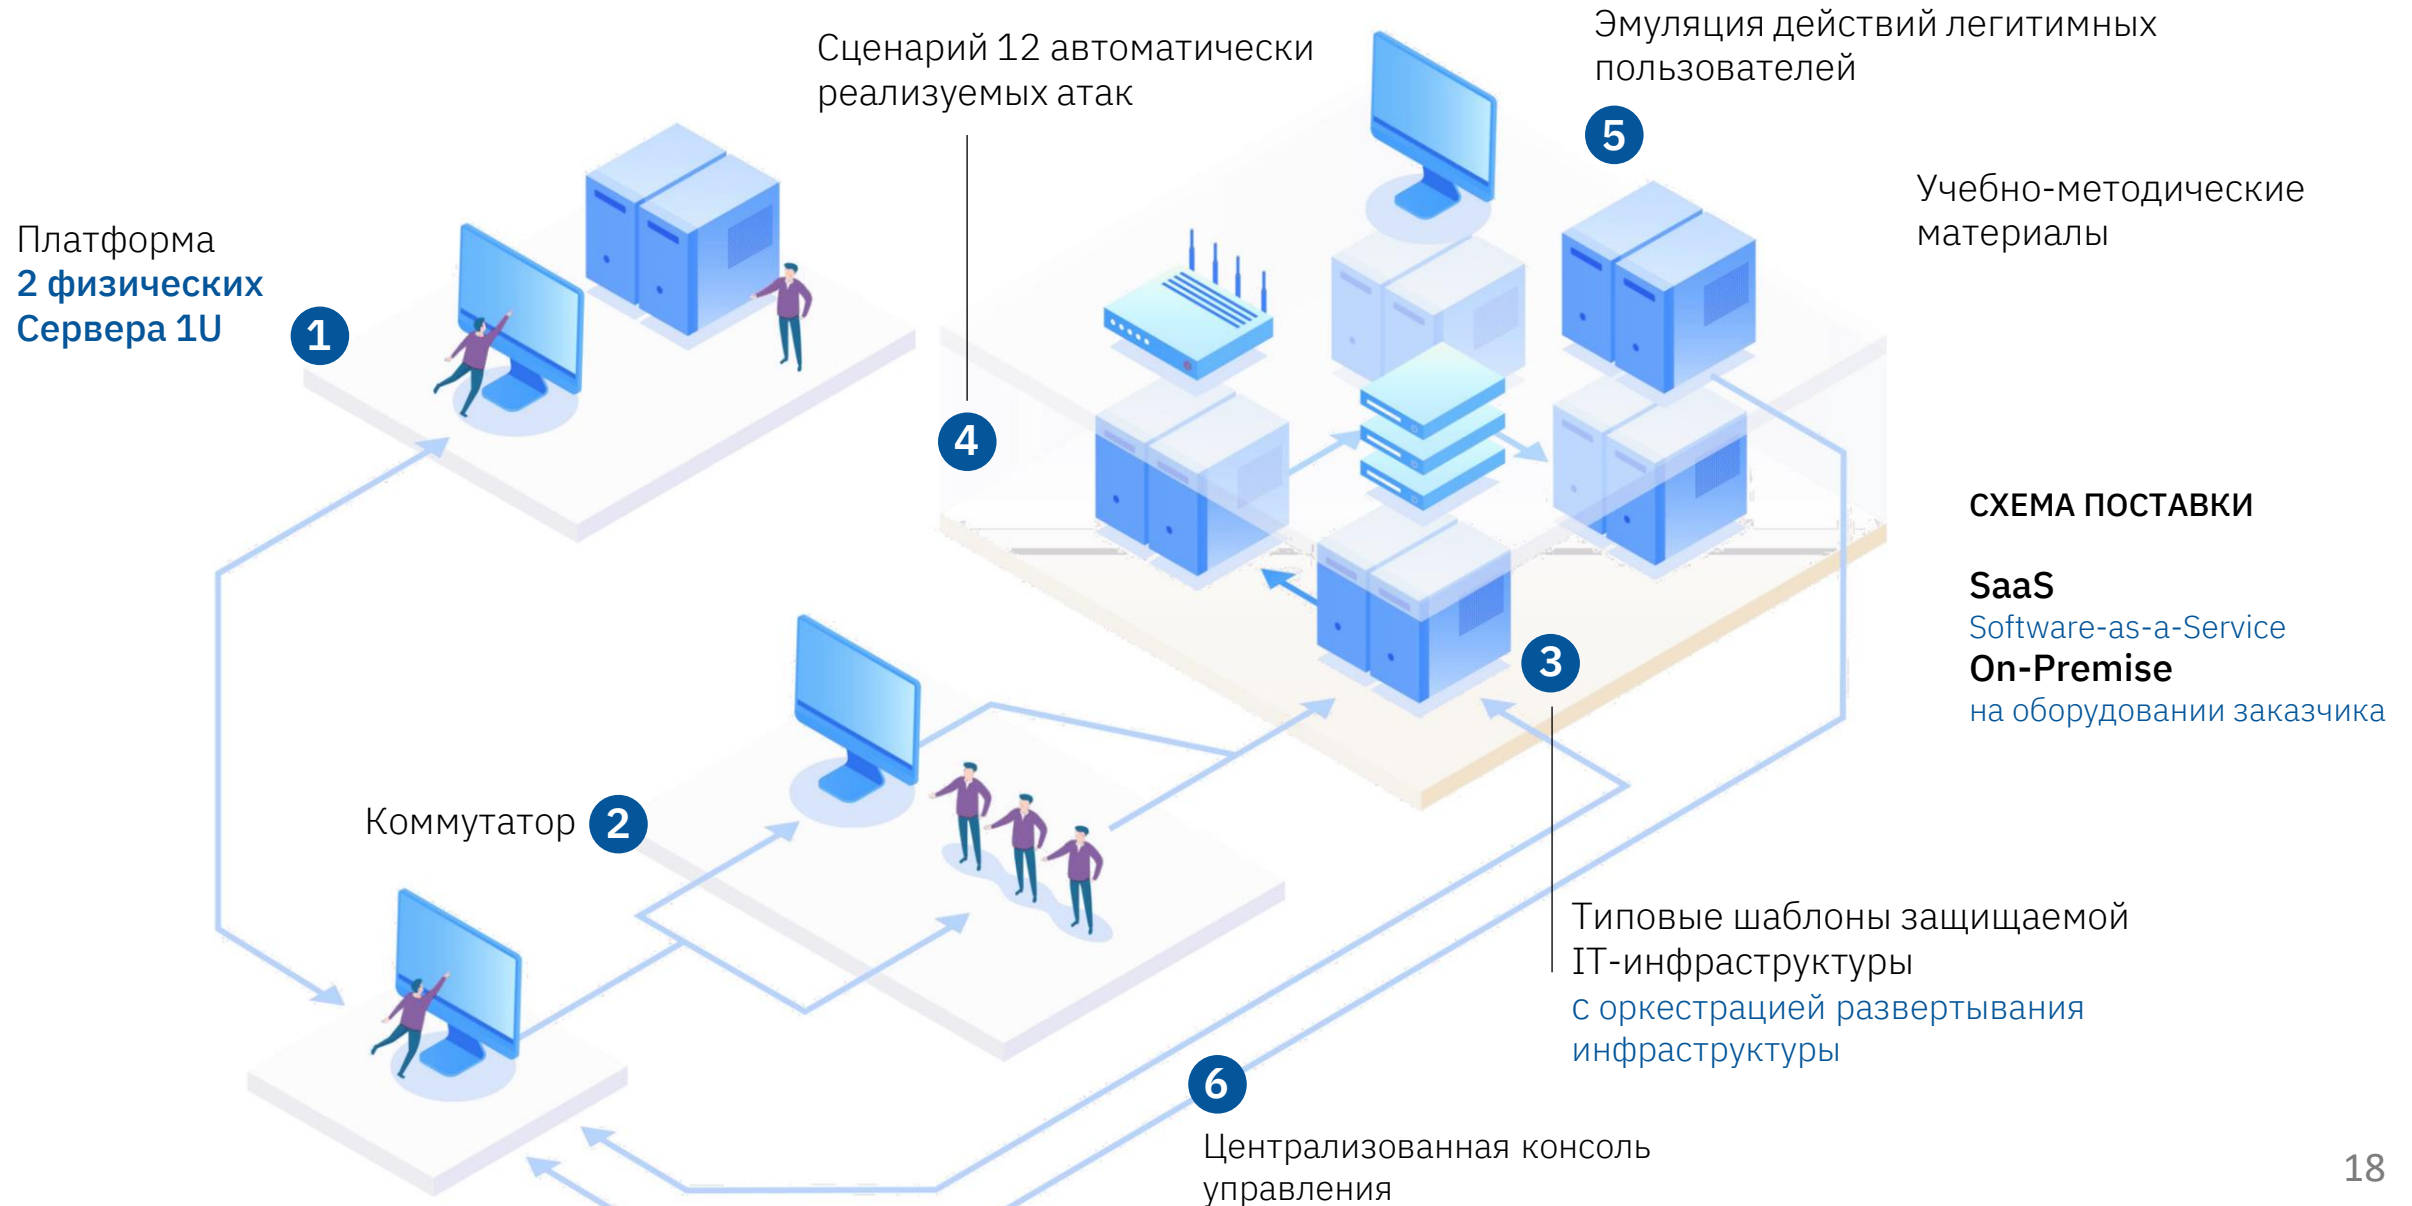 Платформа
2 физических
Сервера 1U
1
Сценарий 12 автоматически
реализуемых атак
4
Эмуляция действий легитимных
пользователей
5
Учебно-методические
материалы
СХЕМА ПОСТАВКИ
SaaS
Software-as-a-Service
On-Premise
на оборудовании заказчика
Коммутатор
2
3
Типовые шаблоны защищаемой
IT-инфраструктуры
с оркестрацией развертывания
инфраструктуры
6
Централизованная консоль
управления
18